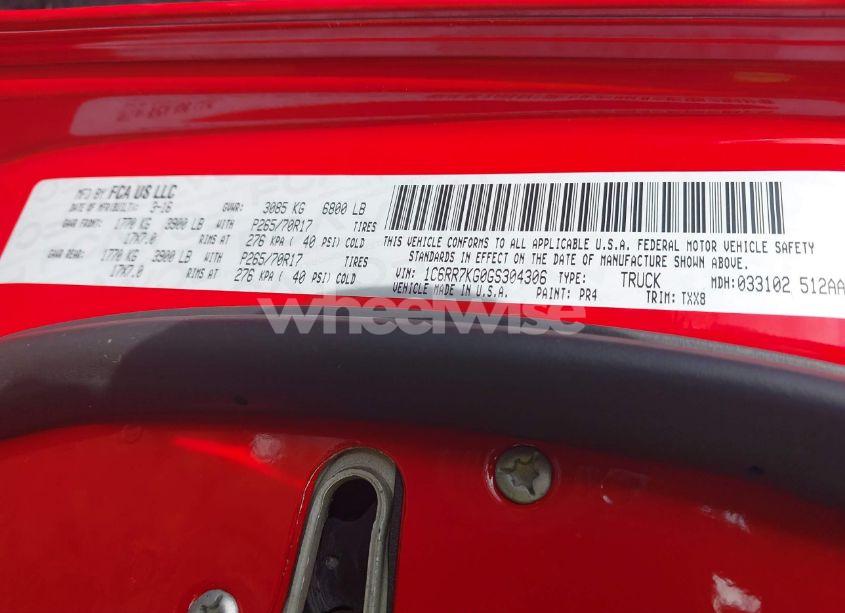 MFD BY FCA US LLC
DATE OF MFR(BUILT): 3-16 GVWR: 3085 KG 6800 LB
GAWR FRONT: 1770 KG 3900 LB WITH P265/70R17 TIRES
17X7.0 RIMS AT 276 KPA ( 40 PSI) COLD
GAWR REAR: 1770 KG 3900 LB WITH P265/70R17 TIRES
17X7.0 RIMS AT 276 KPA ( 40 PSI) COLD
THIS VEHICLE CONFORMS TO ALL APPLICABLE U.S.A. FEDERAL MOTOR VEHICLE SAFETY
STANDARDS IN EFFECT ON THE DATE OF MANUFACTURE SHOWN ABOVE.
VIN: 1C6RR7KG0GS304306 TYPE: TRUCK MDH: 033102 512AA
VEHICLE MADE IN U.S.A. PAINT: PR4 TRIM: TXX8
wheelwise